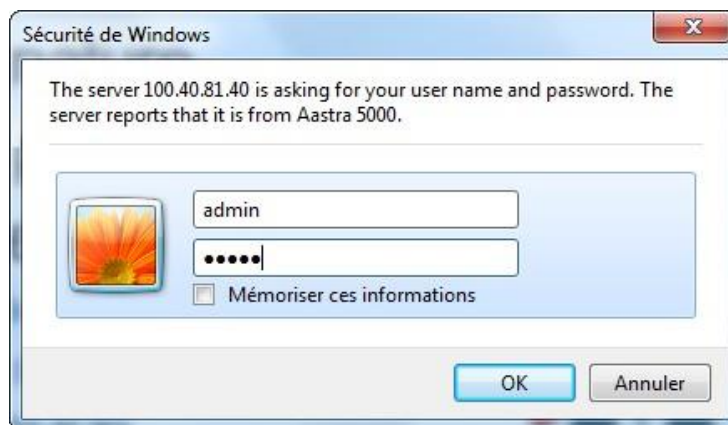 Sécurité de Windows
The server 100.40.81.40 is asking for your user name and password. The
server reports that it is from Aastra 5000.
admin
•••••
Mémoriser ces informations
OK
Annuler